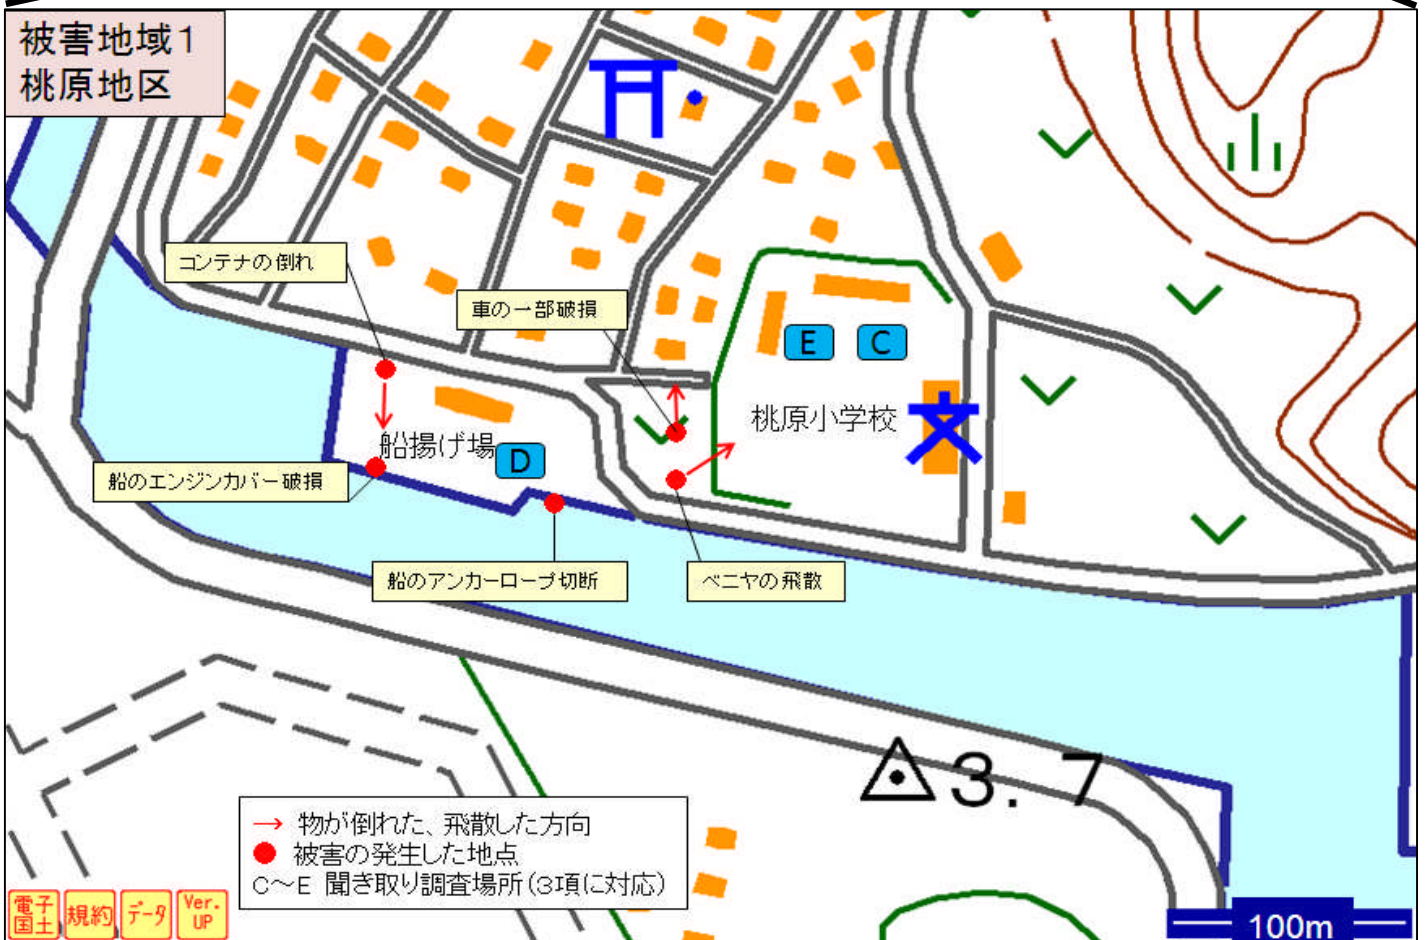 被害地域1
桃原地区
コンテナの倒れ
車の一部破損
E
C
桃原小学校
船揚げ場
D
船のエンジンカバー破損
船のアンカーロープ切断
ベニヤの飛散
3.7
→ 物が倒れた、飛散した方向
● 被害の発生した地点
C～E 聞き取り調査場所(3項に対応)
電子国土
規約
データ
Ver.UP
100m